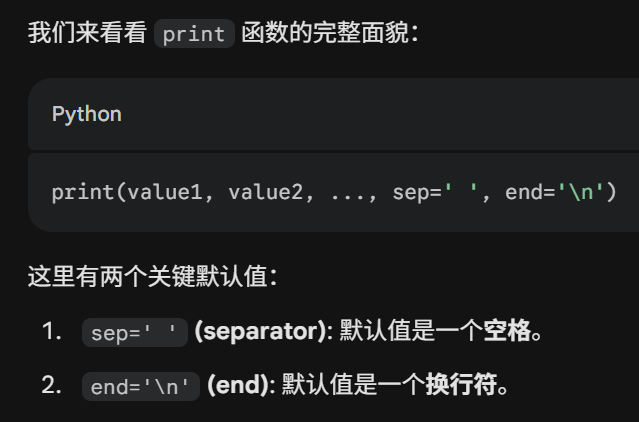 我们来看看 print 函数的完整面貌：
Python
print(value1, value2, ..., sep=' ', end='\n')
这里有两个关键默认值：
1. sep=' ' (separator): 默认值是一个空格。
2. end='\n' (end): 默认值是一个换行符。